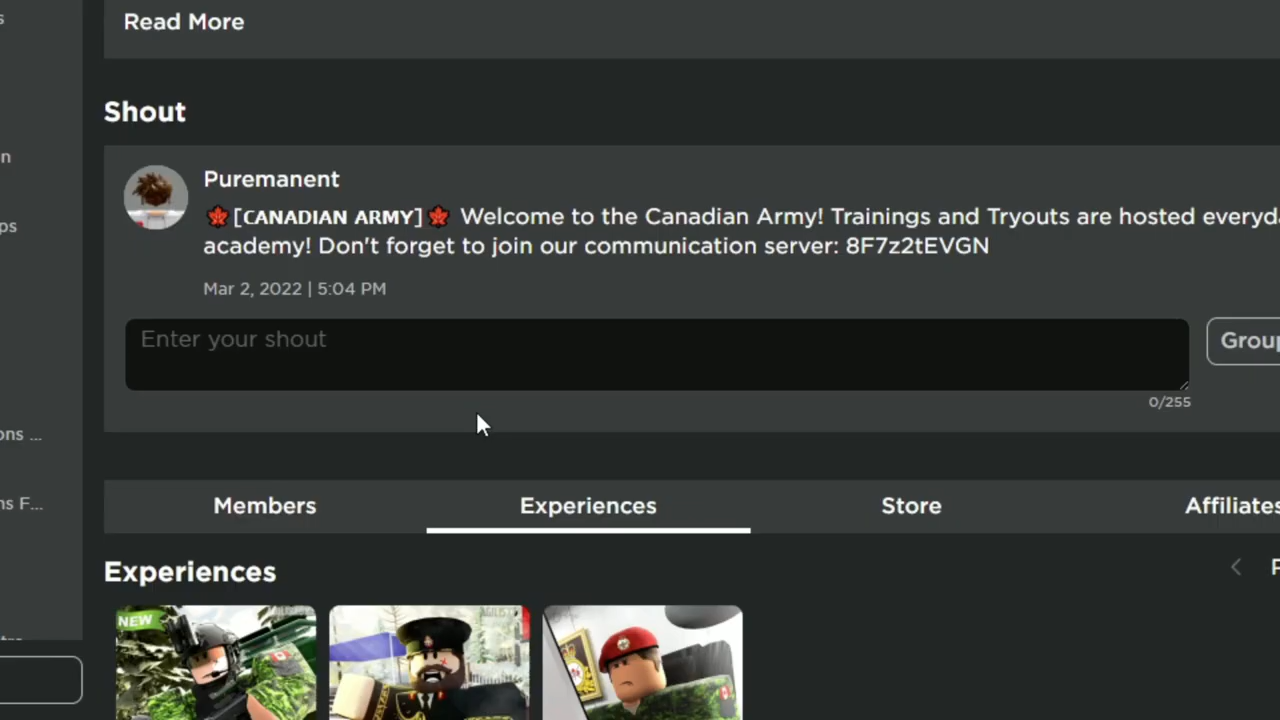 Read More
Shout
Puremanent
🍁[CANADIAN ARMY]🍁 Welcome to the Canadian Army! Trainings and Tryouts are hosted
academy! Don't forget to join our communication server: 8F7z2tEVGN
Mar 2, 2022 | 5:04 PM
Enter your shout
0/255
Members Experiences Store Affiliates
Experiences
NEW